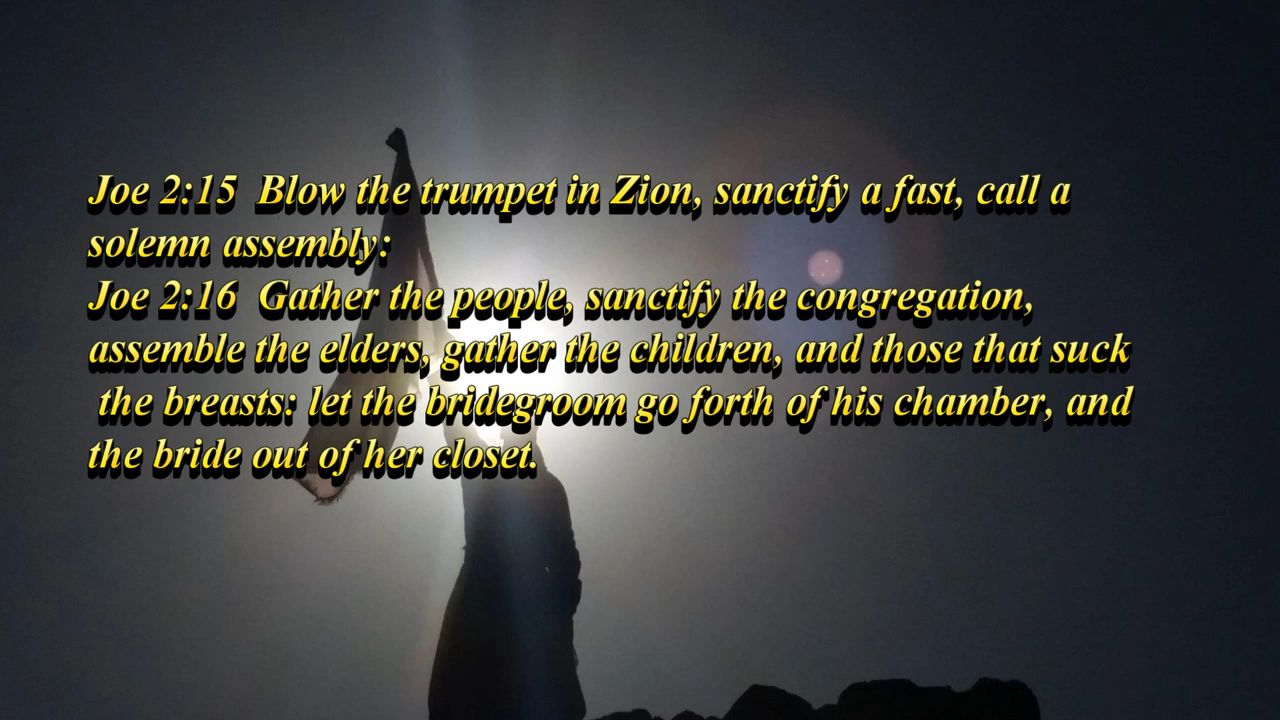 Joe 2:15  Blow the trumpet in Zion, sanctify a fast, call a
solemn assembly:
Joe 2:16  Gather the people, sanctify the congregation,
assemble the elders, gather the children, and those that suck
the breasts: let the bridegroom go forth of his chamber, and
the bride out of her closet.